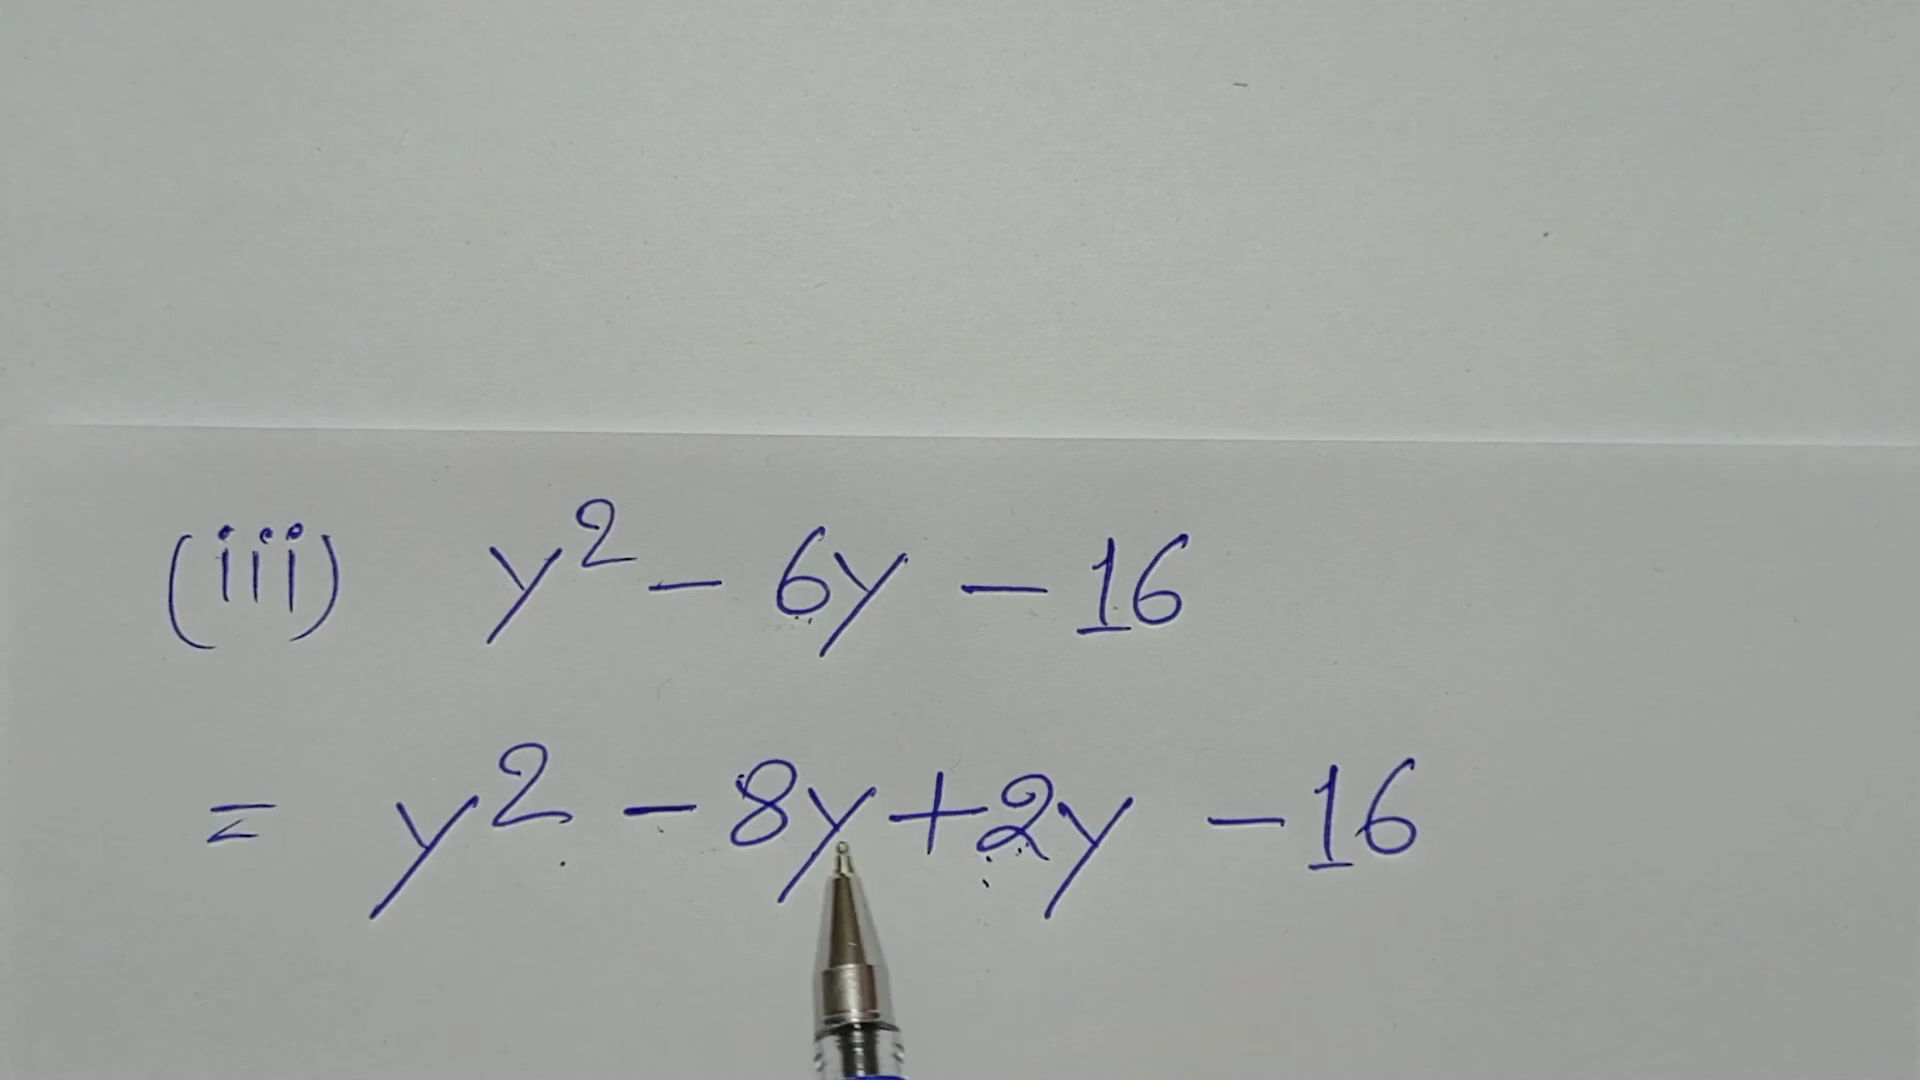 (iii) y² - 6y - 16
= y² - 8y + 2y - 16